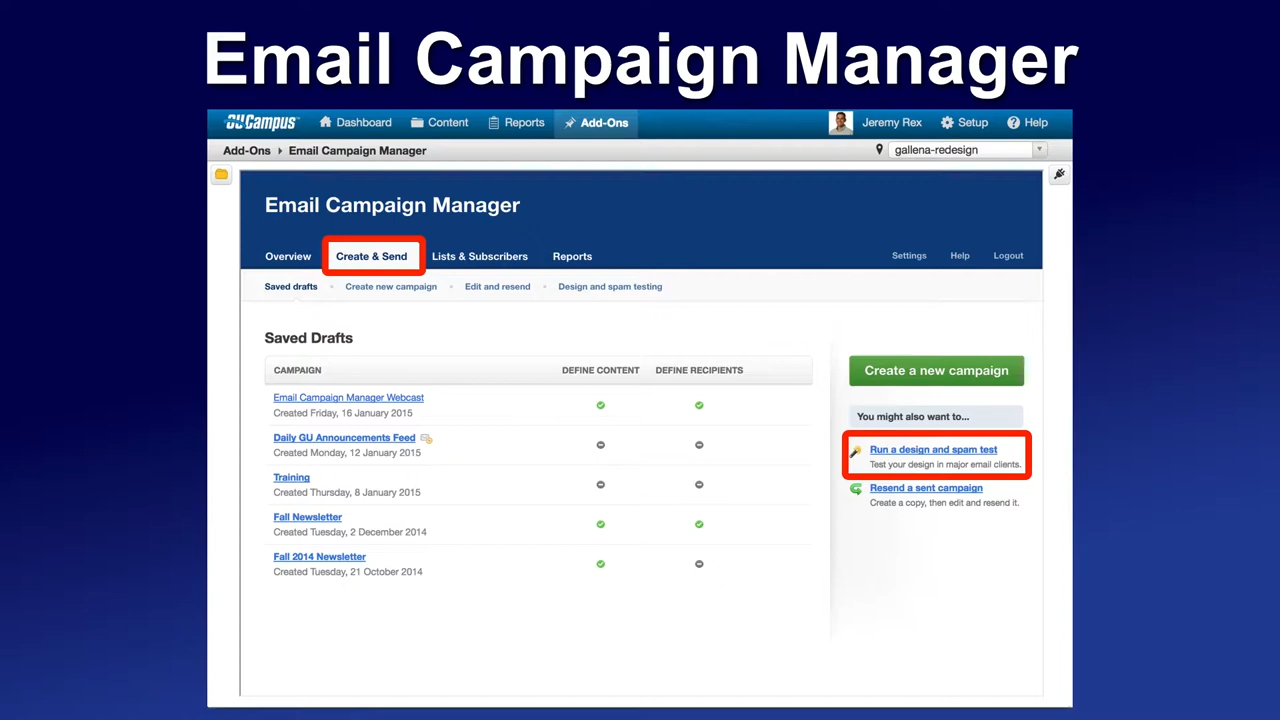 Email Campaign Manager
OU Campus Dashboard Content Reports Add-Ons Jeremy Rex Setup Help
Add-Ons Email Campaign Manager gallena-redesign
Email Campaign Manager
Overview Create & Send Lists & Subscribers Reports Settings Help Logout
Saved drafts Create new campaign Edit and resend Design and spam testing
Saved Drafts
CAMPAIGN DEFINE CONTENT DEFINE RECIPIENTS
Email Campaign Manager Webcast
Created Friday, 16 January 2015
Daily GU Announcements Feed
Created Monday, 12 January 2015
Training
Created Thursday, 8 January 2015
Fall Newsletter
Created Tuesday, 2 December 2014
Fall 2014 Newsletter
Created Tuesday, 21 October 2014
Create a new campaign
You might also want to...
Run a design and spam test
Test your design in major email clients.
Resend a sent campaign
Create a copy, then edit and resend it.